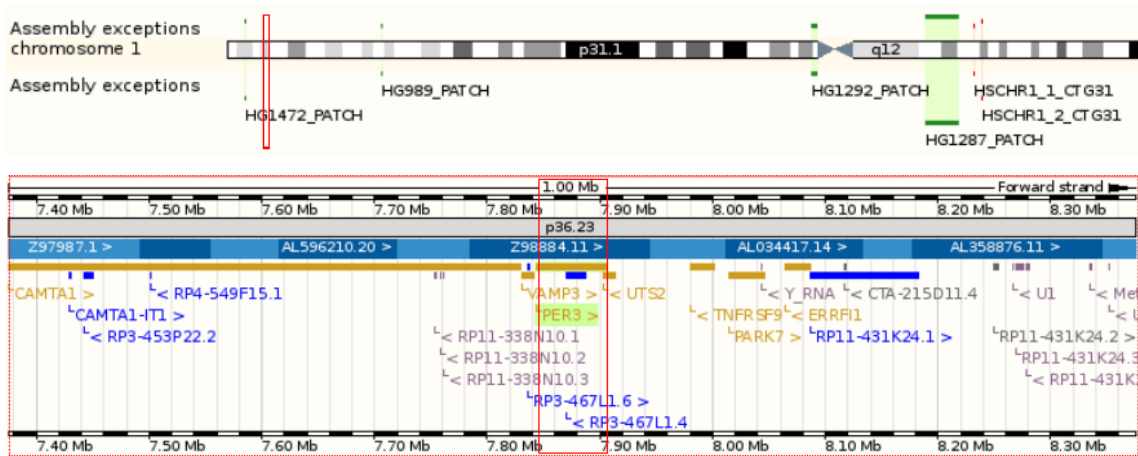 Assembly exceptions
chromosome 1
p31.1
q12
Assembly exceptions
HG1472_PATCH
HG989_PATCH
HG1292_PATCH
HSCHR1_1_CTG31
HSCHR1_2_CTG31
HG1287_PATCH
1.00 Mb
Forward strand
7.40 Mb 7.50 Mb 7.60 Mb 7.70 Mb 7.80 Mb 7.90 Mb 8.00 Mb 8.10 Mb 8.20 Mb 8.30 Mb
p36.23
Z97987.1 > AL596210.20 > Z98884.11 > AL034417.14 > AL358876.11 >
CAMTA1 > < RP4-549F15.1 VAMP3 > < UTS2 < Y_RNA < CTA-215D11.4 < U1 < Me
CAMTA1-IT1 > PER3 > < TNFRSF9 < ERRFI1
< RP3-453P22.2 < RP11-338N10.1 PARK7 > RP11-431K24.1 > RP11-431K24.2 >
< RP11-338N10.2 RP11-431K24.3
< RP11-338N10.3 < RP11-431K
RP3-467L1.6 >
< RP3-467L1.4
7.40 Mb 7.50 Mb 7.60 Mb 7.70 Mb 7.80 Mb 7.90 Mb 8.00 Mb 8.10 Mb 8.20 Mb 8.30 Mb